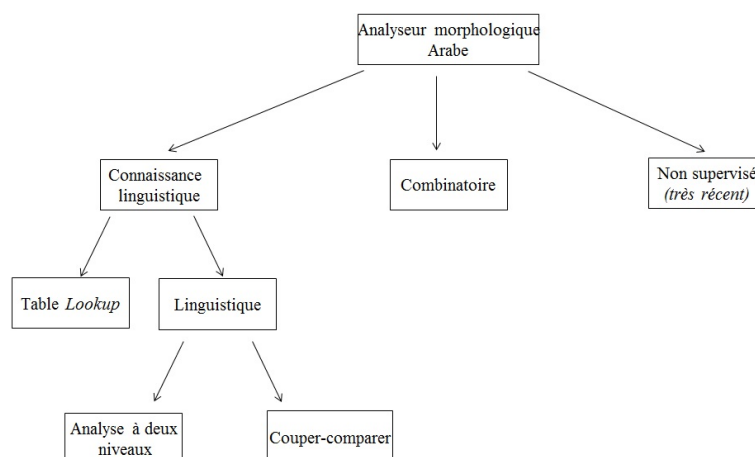 Analyseur morphologique
Arabe
Connaissance
linguistique
Combinatoire
Non supervisé
(très récent)
Table Lookup
Linguistique
Analyse à deux
niveaux
Couper-comparer